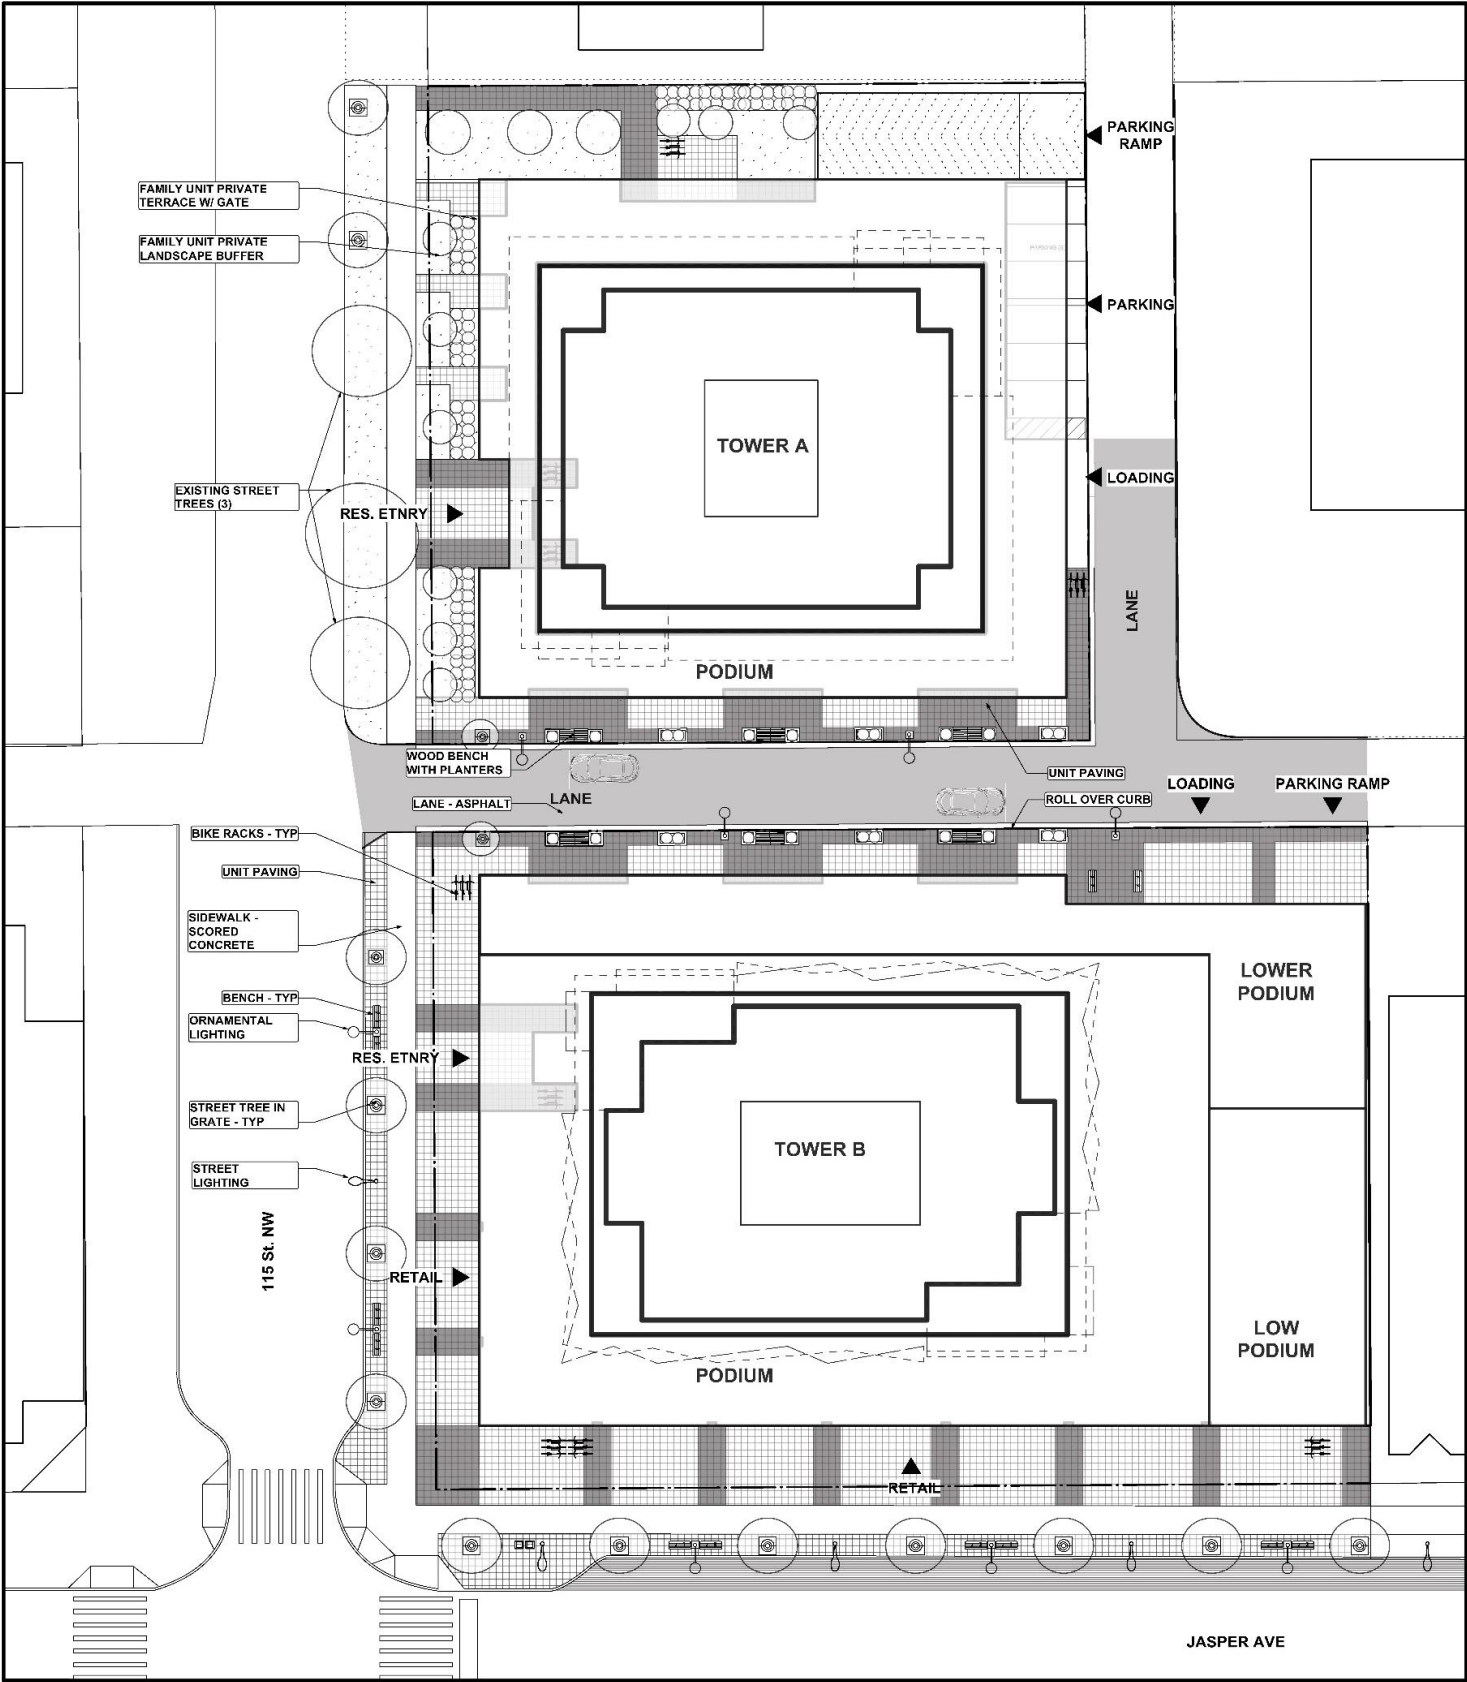 PARKING
RAMP
FAMILY UNIT PRIVATE
TERRACE W/ GATE
FAMILY UNIT PRIVATE
LANDSCAPE BUFFER
PARKING
TOWER A
LOADING
EXISTING STREET
TREES (3)
RES. ETNRY
LANE
PODIUM
WOOD BENCH
WITH PLANTERS
UNIT PAVING
LOADING
PARKING RAMP
LANE - ASPHALT
LANE
ROLL OVER CURB
BIKE RACKS - TYP
UNIT PAVING
SIDEWALK -
SCORED
CONCRETE
LOWER
PODIUM
BENCH - TYP
ORNAMENTAL
LIGHTING
RES. ETNRY
STREET TREE IN
GRATE - TYP
TOWER B
STREET
LIGHTING
115 St. NW
RETAIL
LOW
PODIUM
PODIUM
RETAIL
JASPER AVE